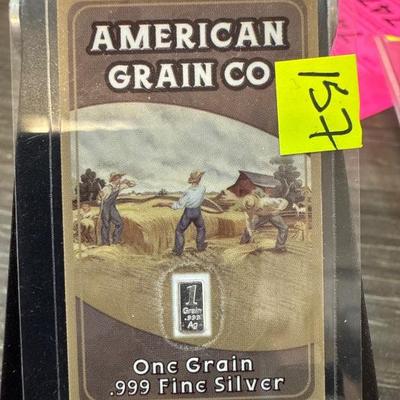 AMERICAN
GRAIN CO
157
1
Grain
.999
Ag
One Grain
.999 Fine Silver